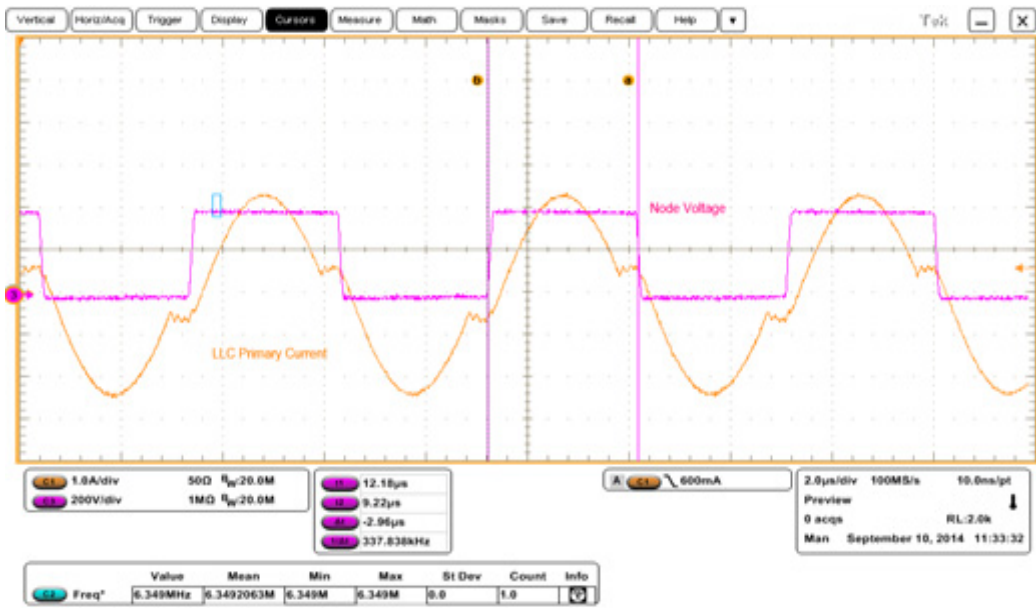 Vertical Horiz/Acq Trigger Display Cursors Measure Math Masks Save Recall Help Tek X
b a
Node Voltage
3
LLC Primary Current
C1 1.0A/div 50Ω BW:20.0M
C3 200V/div 1MΩ BW:20.0M
t1 12.18µs
t2 9.22µs
Δt -2.96µs
1/Δt 337.838kHz
A C1 600mA
2.0µs/div 100MS/s 10.0ns/pt
Preview
0 acqs RL:2.0k
Man September 10, 2014 11:33:32
Value Mean Min Max St Dev Count Info
C2 Freq* 6.349MHz 6.3492063M 6.349M 6.349M 0.0 1.0